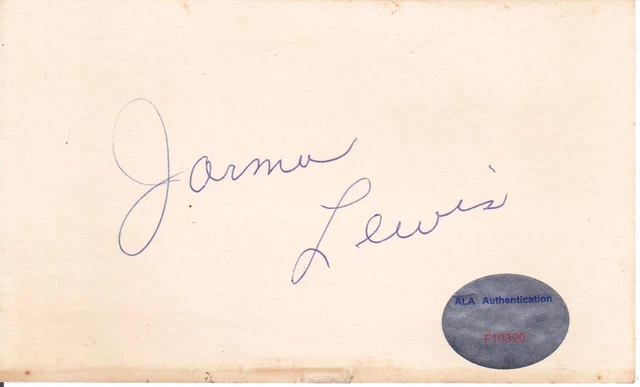 Jarma
Lewis
ALA Authentication
F10320